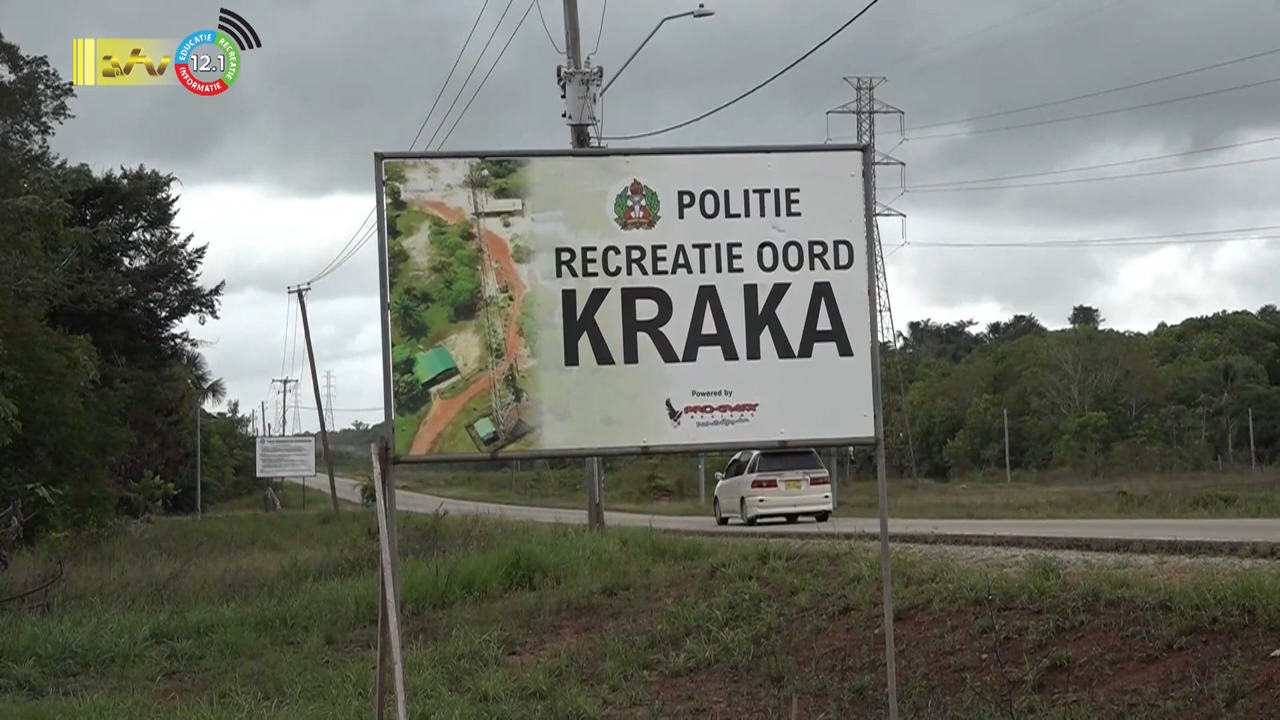 EDUCATIE
RECREATIE
INFORMATIE
12.1
POLITIE
RECREATIE OORD
KRAKA
Powered by